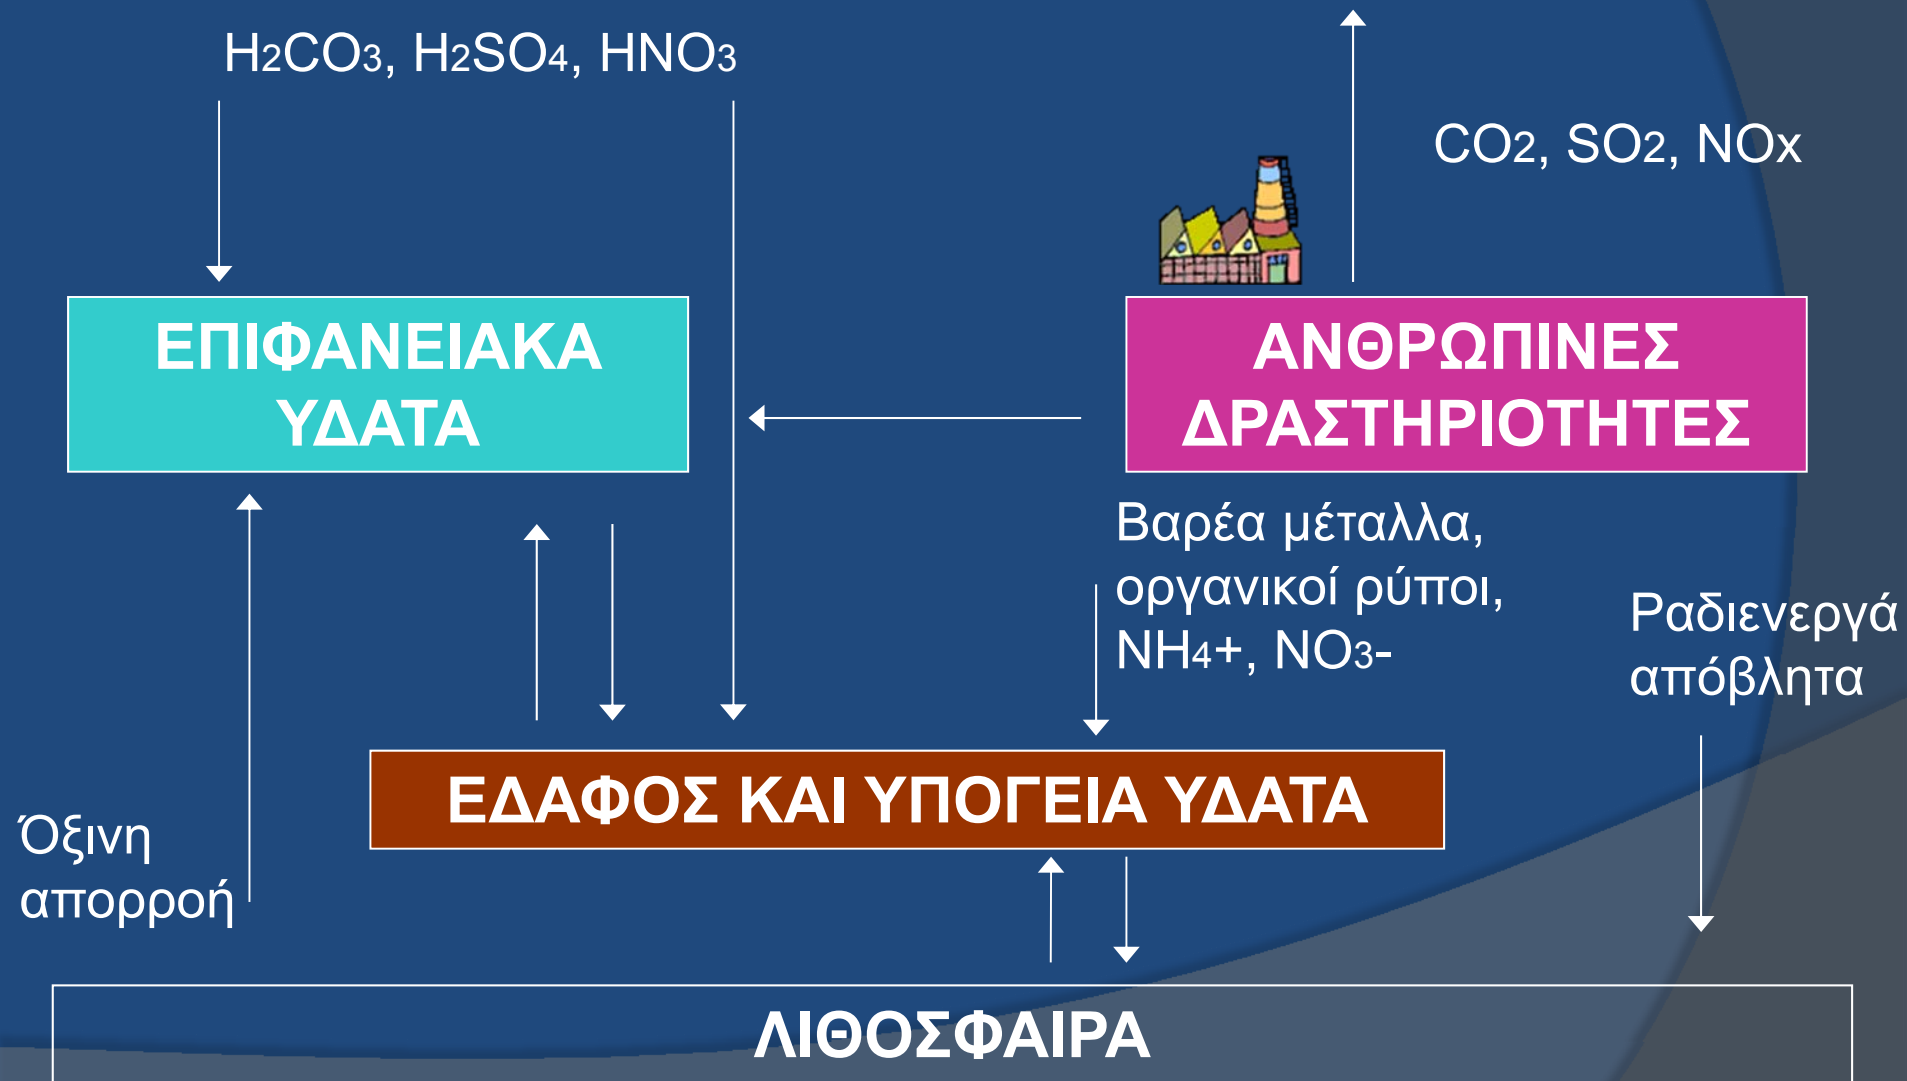 H2CO3, H2SO4, HNO3
CO2, SO2, NOx
ΕΠΙΦΑΝΕΙΑΚΑ
ΥΔΑΤΑ
ΑΝΘΡΩΠΙΝΕΣ
ΔΡΑΣΤΗΡΙΟΤΗΤΕΣ
Βαρέα μέταλλα,
οργανικοί ρύποι,
NH4+, NO3-
Ραδιενεργά
απόβλητα
ΕΔΑΦΟΣ ΚΑΙ ΥΠΟΓΕΙΑ ΥΔΑΤΑ
Όξινη
απορροή
ΛΙΘΟΣΦΑΙΡΑ